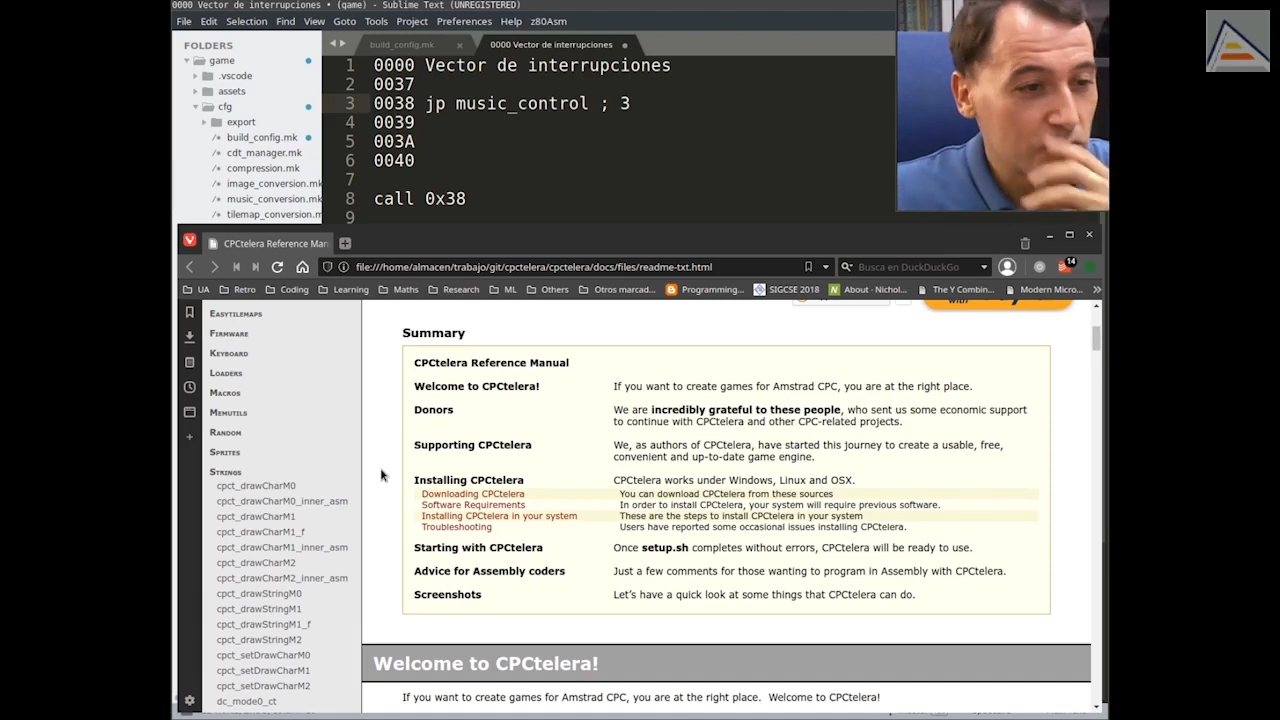 0000 Vector de interrupciones • (game) - Sublime Text (UNREGISTERED)
File Edit Selection Find View Goto Tools Project Preferences Help z80Asm
FOLDERS
game
.vscode
assets
cfg
export
build_config.mk
cdt_manager.mk
compression.mk
image_conversion.mk
music_conversion.mk
tilemap_conversion.m
build_config.mk × 0000 Vector de interrupciones •
1 0000 Vector de interrupciones
2 0037
3 0038 jp music_control ; 3
4 0039
5 003A
6 0040
7
8 call 0x38
9
CPCtelera Reference Man
file:///home/almacen/trabajo/git/cpctelera/cpctelera/docs/files/readme-txt.html
Busca en DuckDuckGo
14
UA Retro Coding Learning Maths Research ML Others Otros marcad... Programming... SIGCSE 2018 About - Nichol... The Y Combin... Modern Micro... »
EASYTILEMAPS
FIRMWARE
KEYBOARD
LOADERS
MACROS
MEMUTILS
RANDOM
SPRITES
STRINGS
cpct_drawCharM0
cpct_drawCharM0_inner_asm
cpct_drawCharM1
cpct_drawCharM1_f
cpct_drawCharM1_inner_asm
cpct_drawCharM2
cpct_drawCharM2_inner_asm
cpct_drawStringM0
cpct_drawStringM1
cpct_drawStringM1_f
cpct_drawStringM2
cpct_setDrawCharM0
cpct_setDrawCharM1
cpct_setDrawCharM2
dc_mode0_ct
with
Summary
CPCtelera Reference Manual
Welcome to CPCtelera! If you want to create games for Amstrad CPC, you are at the right place.
Donors We are incredibly grateful to these people, who sent us some economic support
to continue with CPCtelera and other CPC-related projects.
Supporting CPCtelera We, as authors of CPCtelera, have started this journey to create a usable, free,
convenient and up-to-date game engine.
Installing CPCtelera CPCtelera works under Windows, Linux and OSX.
Downloading CPCtelera You can download CPCtelera from these sources
Software Requirements In order to install CPCtelera, your system will require previous software.
Installing CPCtelera in your system These are the steps to install CPCtelera in your system
Troubleshooting Users have reported some occasional issues installing CPCtelera.
Starting with CPCtelera Once setup.sh completes without errors, CPCtelera will be ready to use.
Advice for Assembly coders Just a few comments for those wanting to program in Assembly with CPCtelera.
Screenshots Let's have a quick look at some things that CPCtelera can do.
Welcome to CPCtelera!
If you want to create games for Amstrad CPC, you are at the right place. Welcome to CPCtelera!